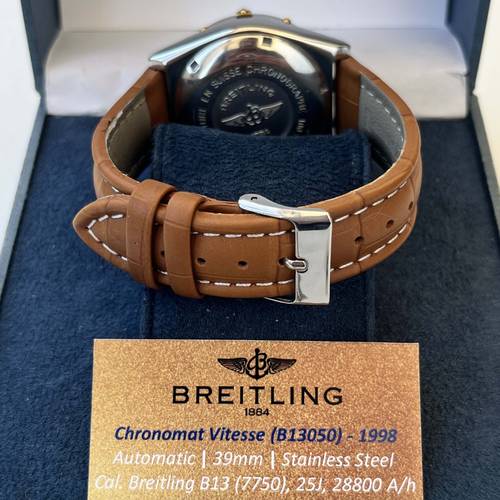 BREITLING
BREITLING
1884
Chronomat Vitesse (B13050) - 1998
Automatic | 39mm | Stainless Steel
Cal. Breitling B13 (7750), 25J, 28800 A/h